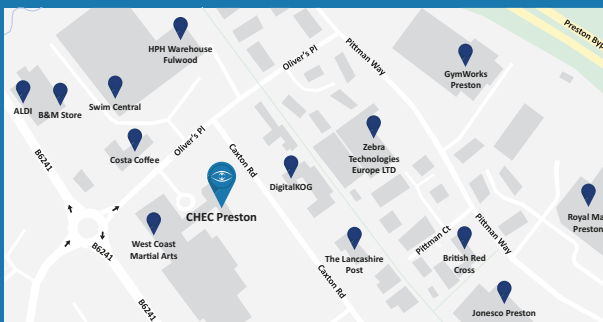 Preston Byp
HPH Warehouse
Fulwood
Oliver's Pl
Pittman Way
GymWorks
Preston
ALDI
B&M Store
Swim Central
Costa Coffee
Oliver's Pl
Caxton Rd
Zebra
Technologies
Europe LTD
DigitalKOG
B6241
CHEC Preston
Royal Ma
Preston
West Coast
Martial Arts
B6241
Pittman Ct
Pittman Way
The Lancashire
Post
British Red
Cross
Caxton Rd
B6241
Jonesco Preston